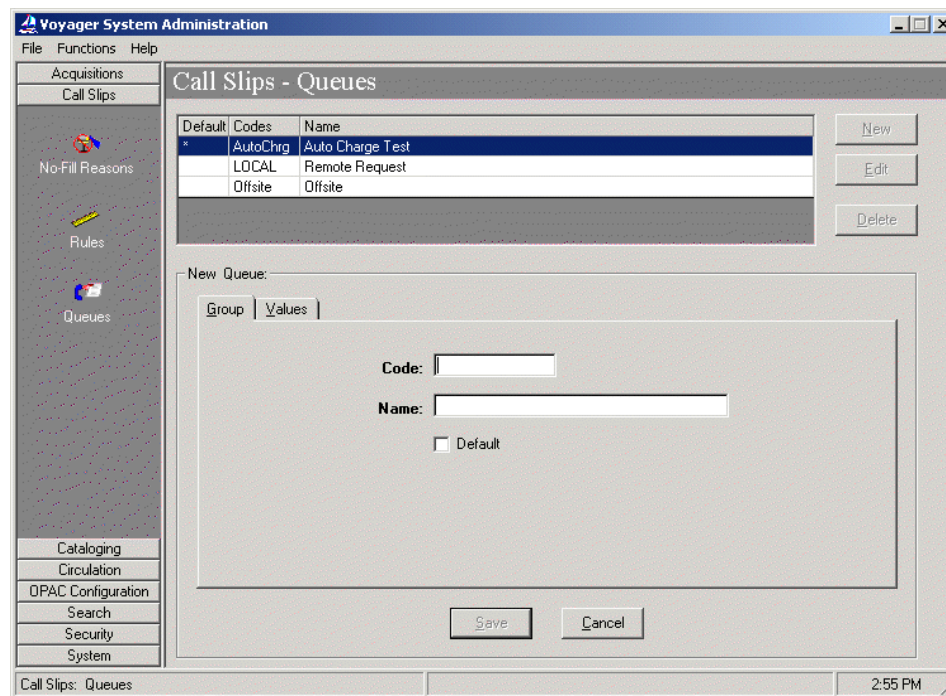 Voyager System Administration
File Functions Help
Acquisitions
Call Slips
No-Fill Reasons
Rules
Queues
Cataloging
Circulation
OPAC Configuration
Search
Security
System
Call Slips - Queues
Default Codes Name
* AutoChrg Auto Charge Test
LOCAL Remote Request
Offsite Offsite
New
Edit
Delete
New Queue:
Group Values
Code:
Name:
Default
Save Cancel
Call Slips: Queues 2:55 PM